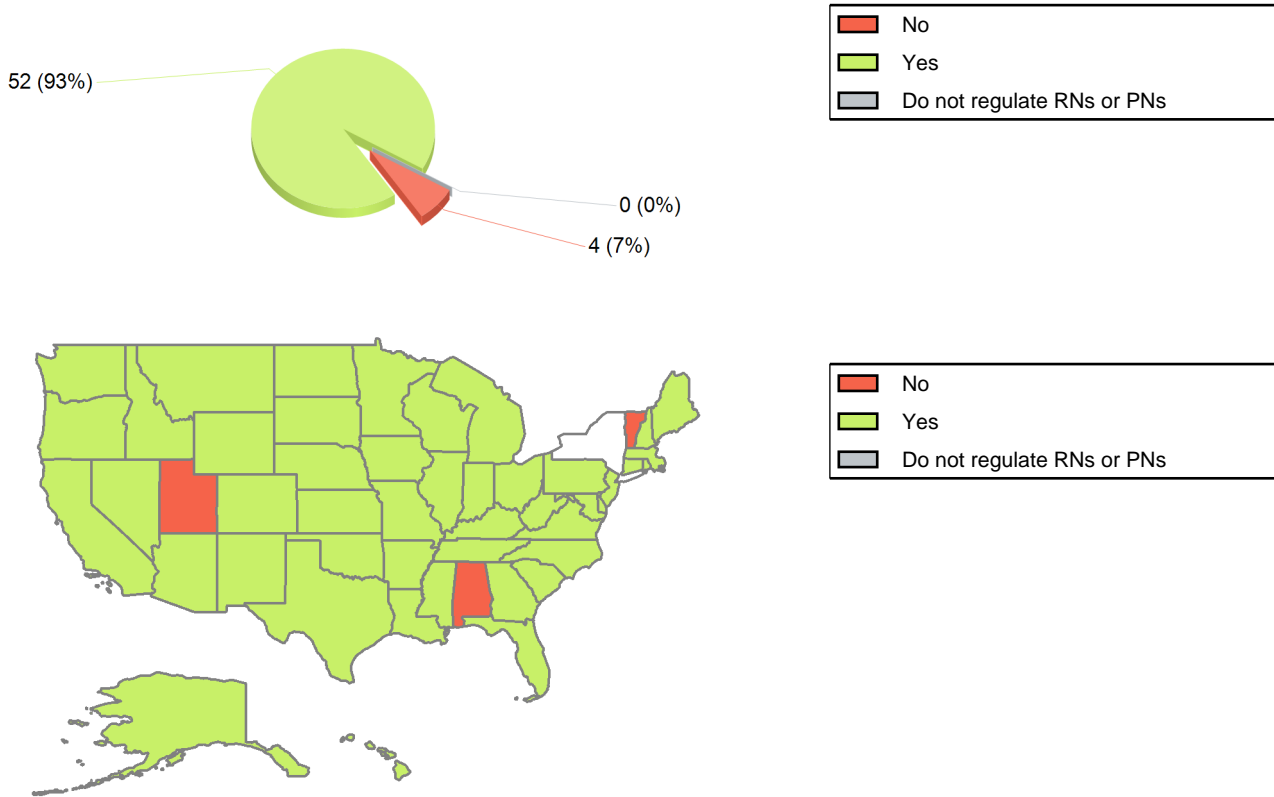 No
Yes
Do not regulate RNs or PNs
52 (93%)
0 (0%)
4 (7%)
No
Yes
Do not regulate RNs or PNs